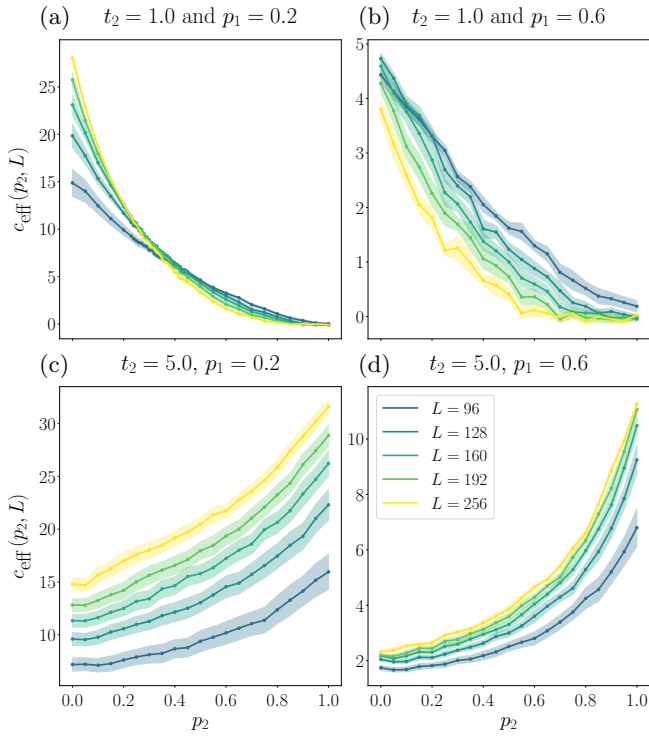 (a) t₂ = 1.0 and p₁ = 0.2
(b) t₂ = 1.0 and p₁ = 0.6
c_eff(p₂, L)
25
20
15
10
5
0
5
4
3
2
1
0
(c) t₂ = 5.0, p₁ = 0.2
(d) t₂ = 5.0, p₁ = 0.6
c_eff(p₂, L)
30
25
20
15
10
10
8
6
4
2
L = 96
L = 128
L = 160
L = 192
L = 256
0.0 0.2 0.4 0.6 0.8 1.0
p₂
0.0 0.2 0.4 0.6 0.8 1.0
p₂